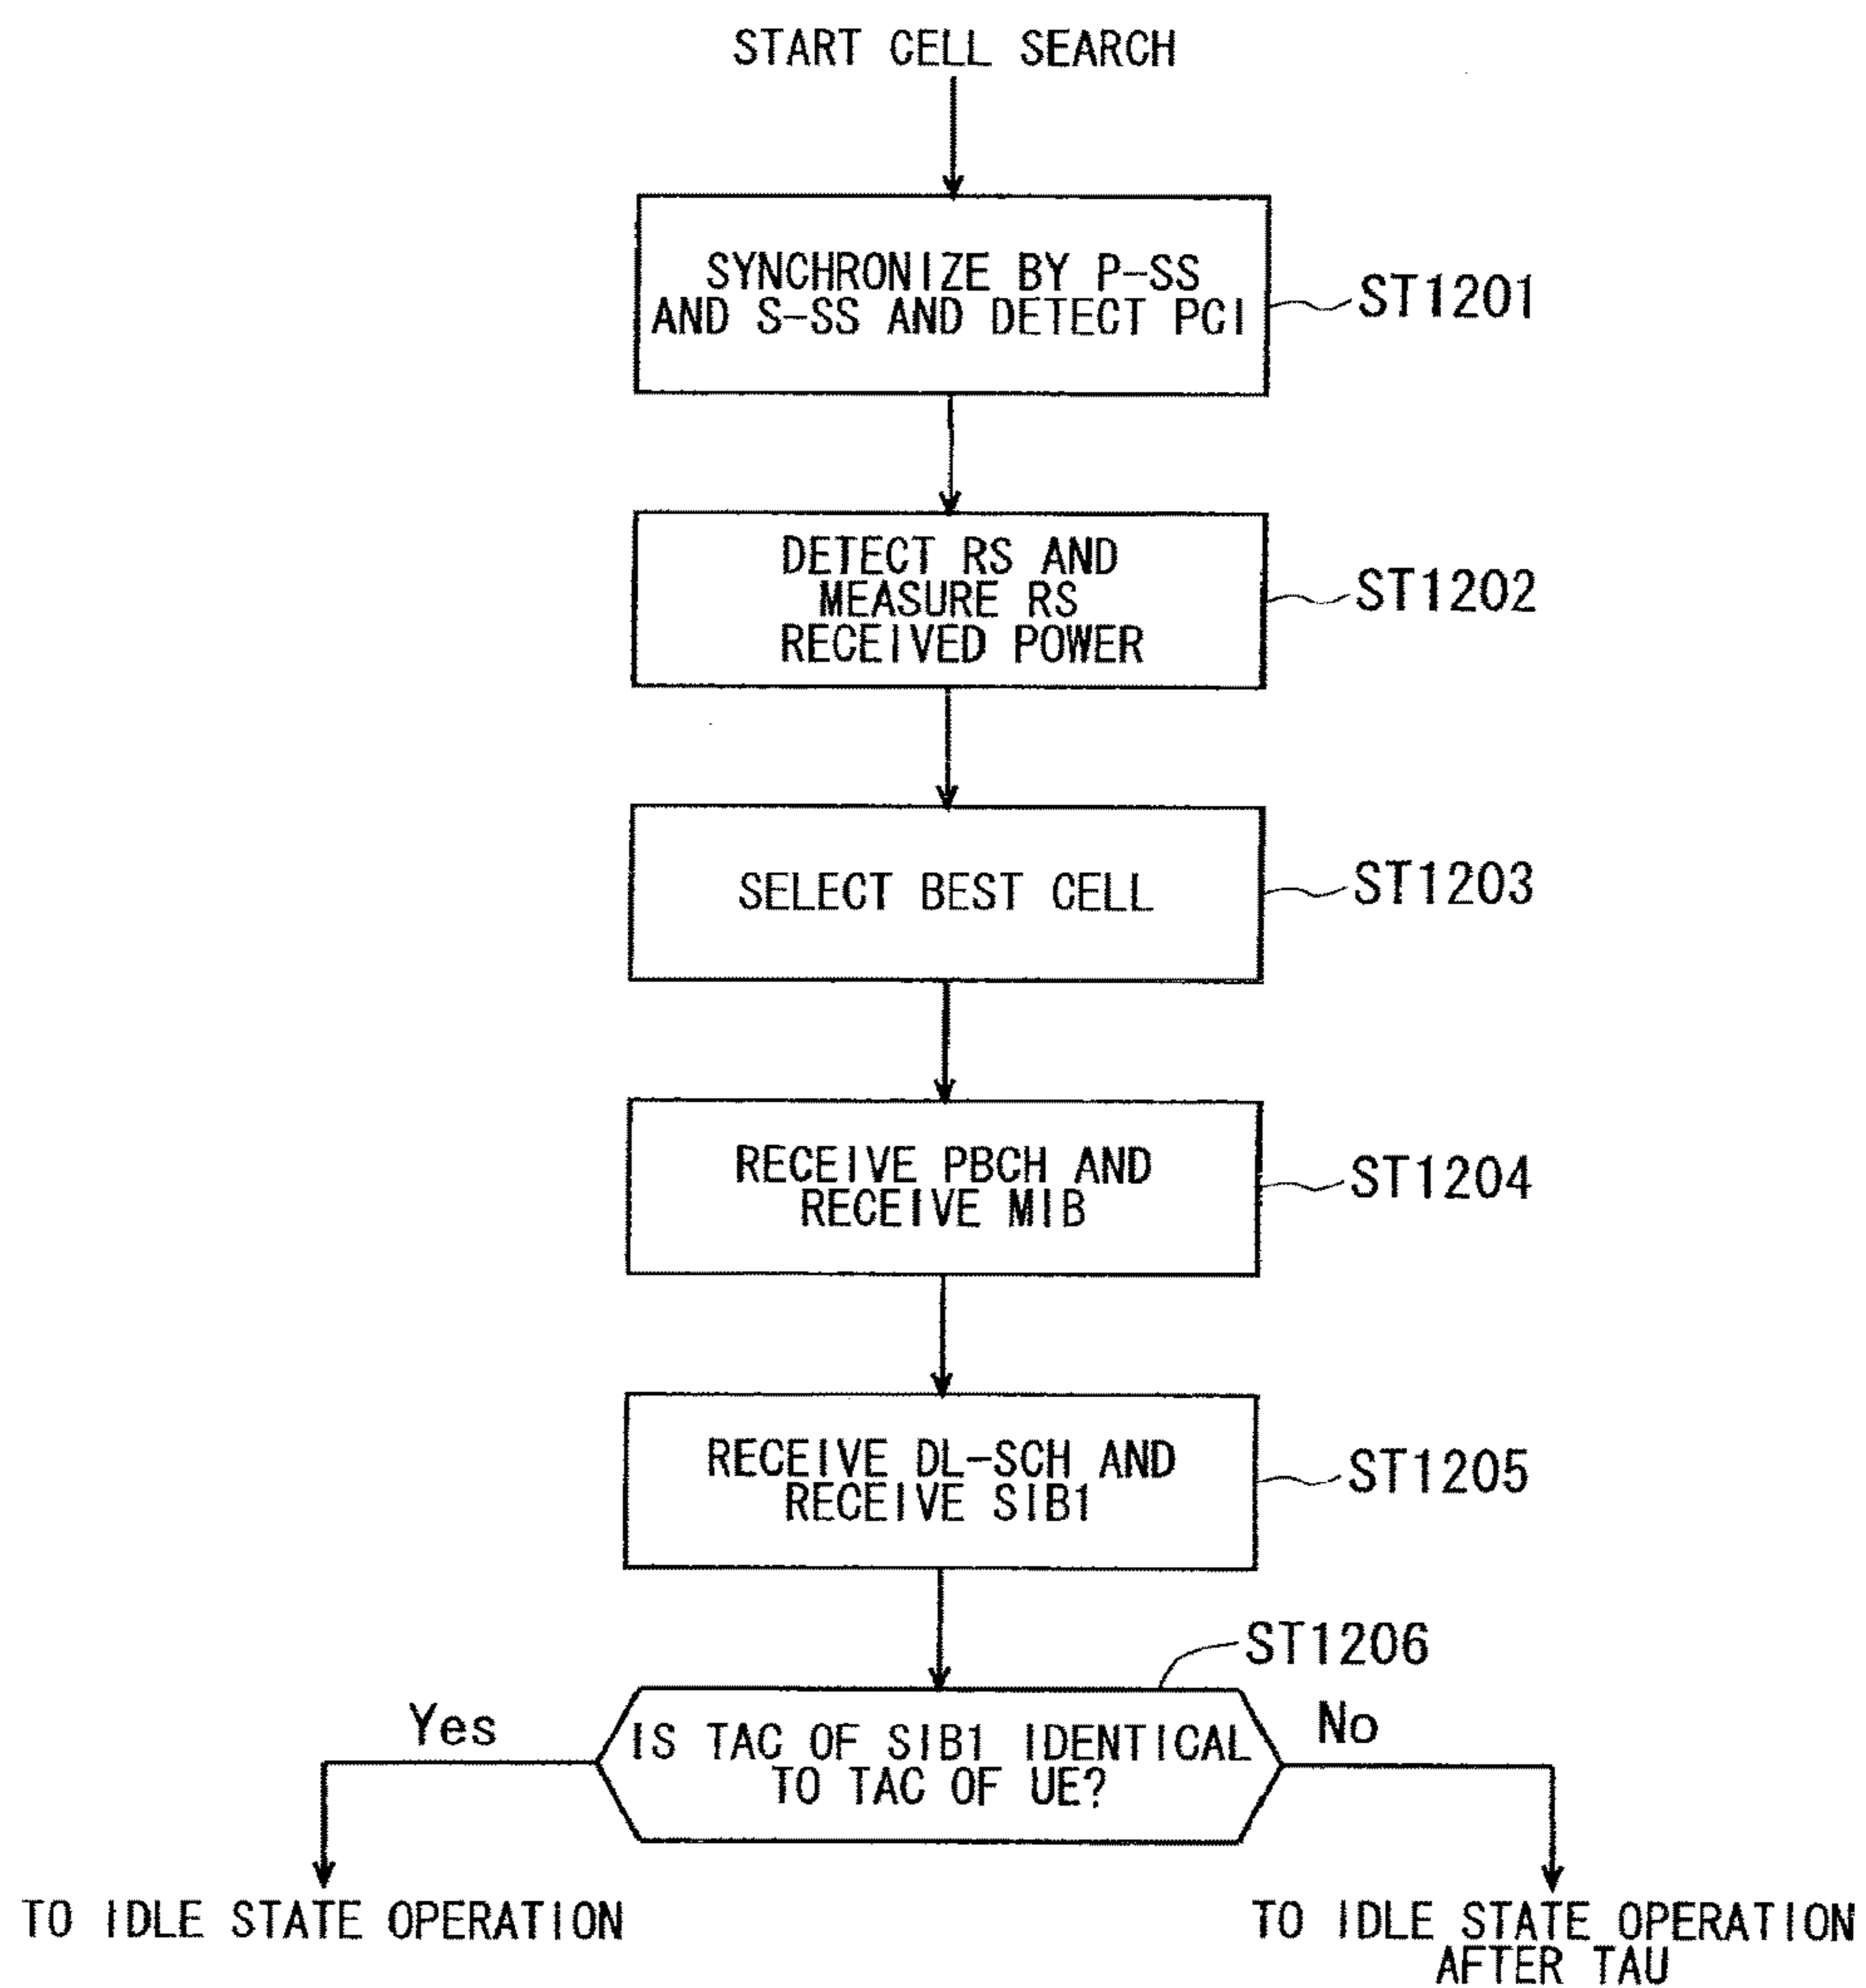 START CELL SEARCH
SYNCHRONIZE BY P-SS
AND S-SS AND DETECT PCI
ST1201
DETECT RS AND
MEASURE RS
RECEIVED POWER
ST1202
SELECT BEST CELL
ST1203
RECEIVE PBCH AND
RECEIVE MIB
ST1204
RECEIVE DL-SCH AND
RECEIVE SIB1
ST1205
ST1206
Yes
IS TAC OF SIB1 IDENTICAL
TO TAC OF UE?
No
TO IDLE STATE OPERATION
TO IDLE STATE OPERATION
AFTER TAU